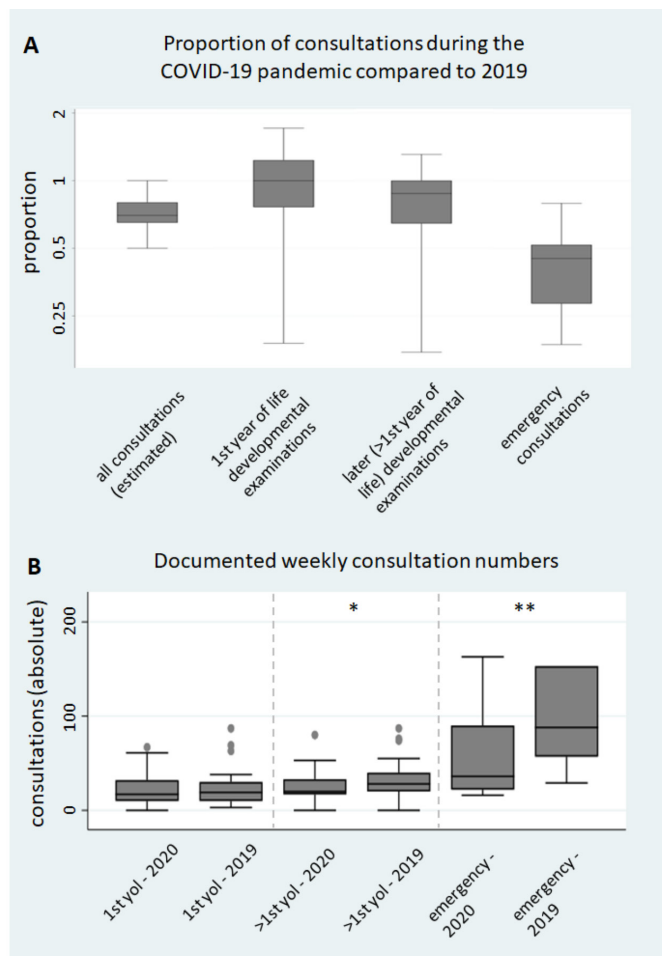 A
Proportion of consultations during the
COVID-19 pandemic compared to 2019
proportion
2
1
0.5
0.25
all consultations
(estimated)
1st year of life
developmental
examinations
later (>1st year of
life) developmental
examinations
emergency
consultations
B
Documented weekly consultation numbers
consultations (absolute)
200
100
0
*
**
1st yol - 2020
1st yol - 2019
>1st yol - 2020
>1st yol - 2019
emergency -
2020
emergency -
2019